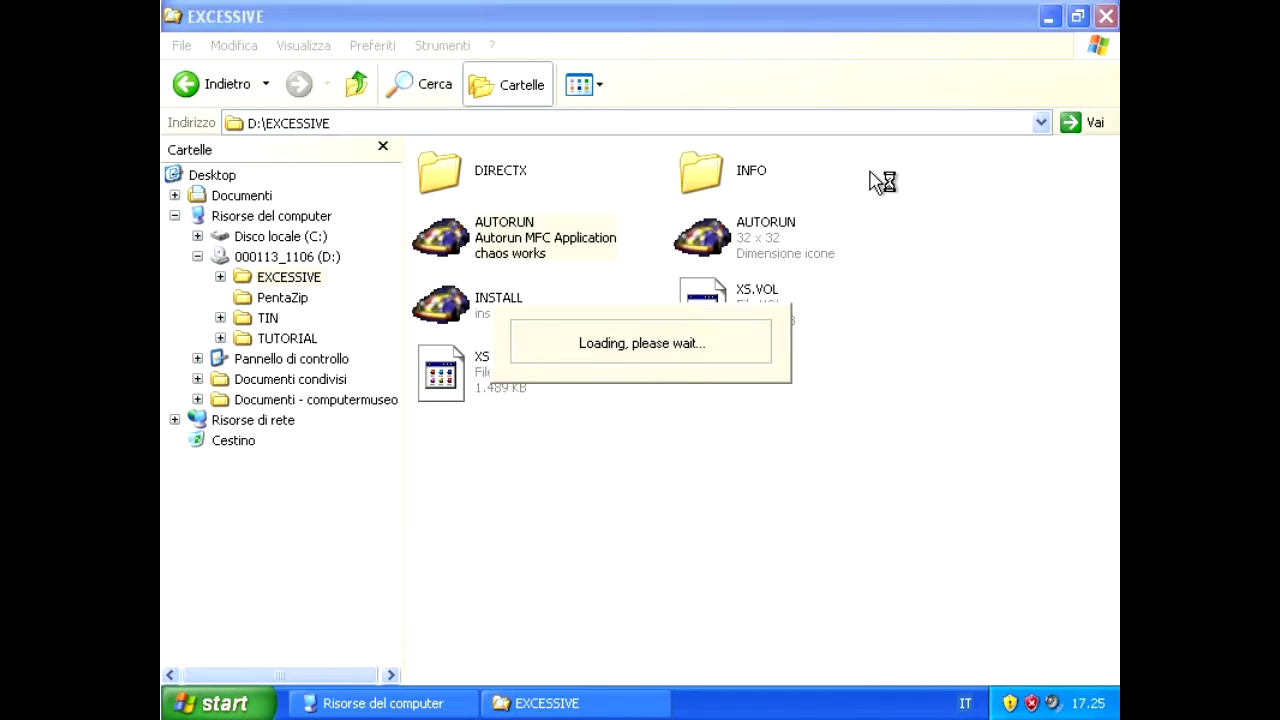 EXCESSIVE
File Modifica Visualizza Preferiti Strumenti ?
Indietro Cerca Cartelle
Indirizzo D:\EXCESSIVE Vai
Cartelle
Desktop
Documenti
Risorse del computer
Disco locale (C:)
000113_1106 (D:)
EXCESSIVE
PentaZip
TIN
TUTORIAL
Pannello di controllo
Documenti condivisi
Documenti - computermuseo
Risorse di rete
Cestino
DIRECTX
INFO
AUTORUN
Autorun MFC Application
chaos works
AUTORUN
32 x 32
Dimensione icone
INSTALL
ins
XS.VOL
XS
File
1.489 KB
Loading, please wait...
start Risorse del computer EXCESSIVE IT 17.25